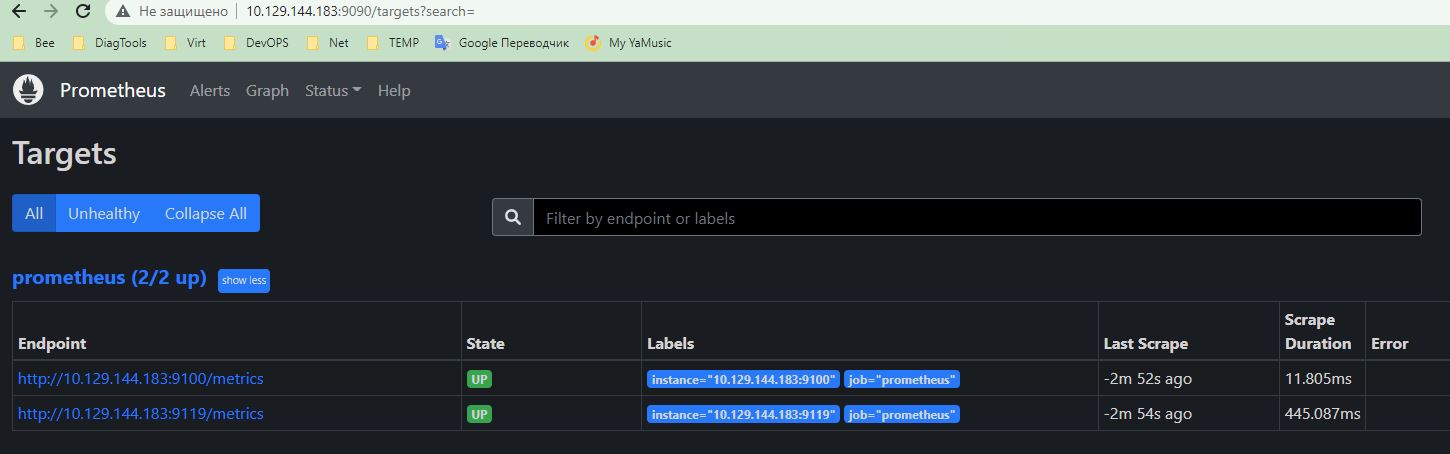 Не защищено 10.129.144.183:9090/targets?search=
Bee DiagTools Virt DevOPS Net TEMP Google Переводчик My YaMusic
Prometheus Alerts Graph Status Help
Targets
All Unhealthy Collapse All Filter by endpoint or labels
prometheus (2/2 up) show less
Endpoint State Labels Last Scrape Scrape Duration Error
http://10.129.144.183:9100/metrics UP instance="10.129.144.183:9100" job="prometheus" -2m 52s ago 11.805ms
http://10.129.144.183:9119/metrics UP instance="10.129.144.183:9119" job="prometheus" -2m 54s ago 445.087ms